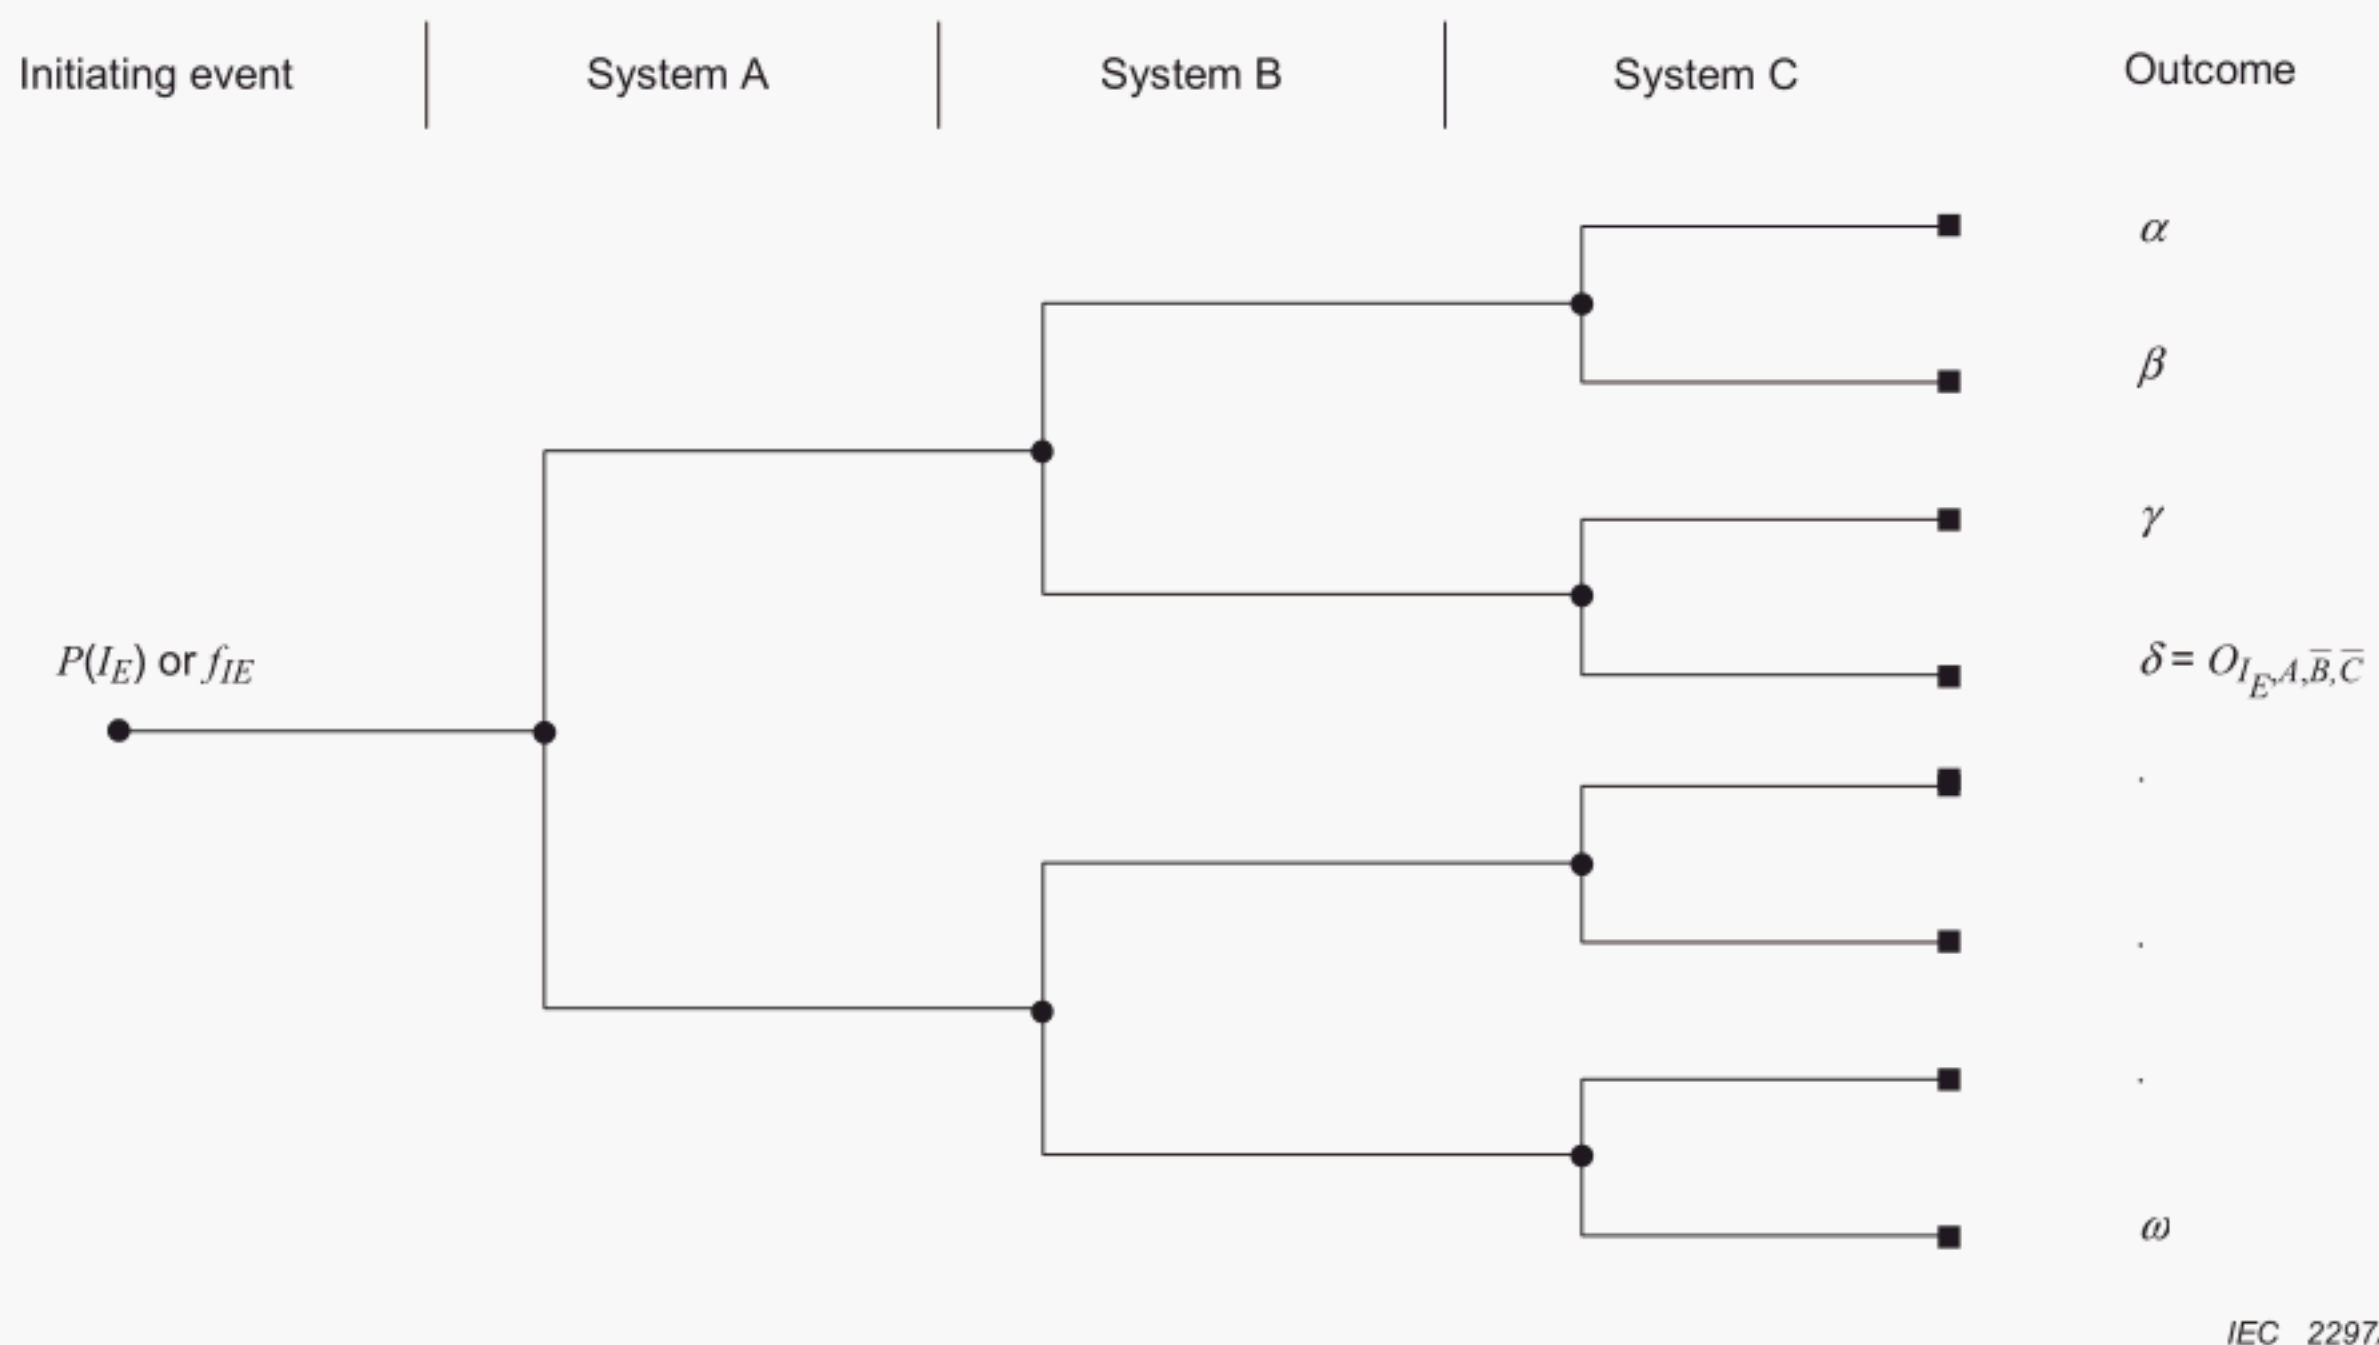 Initiating event System A System B System C Outcome
α
β
γ
P(I_E) or f_IE
δ = O_{I_E,A,B̅,C̅}
.
.
.
ω
IEC 2297/